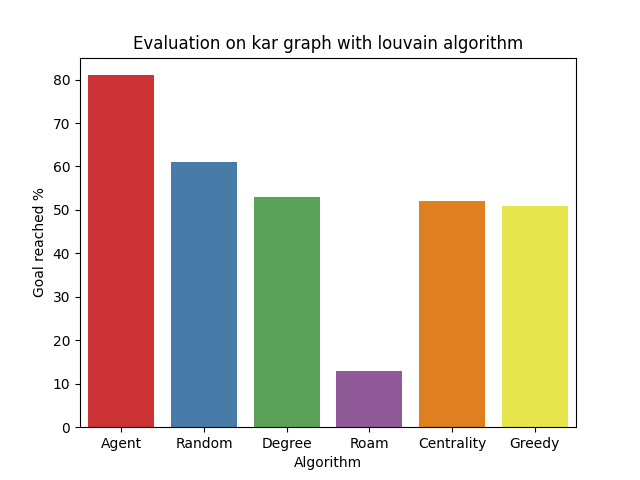 Evaluation on kar graph with louvain algorithm
Goal reached %
80
70
60
50
40
30
20
10
0
Agent Random Degree Roam Centrality Greedy
Algorithm